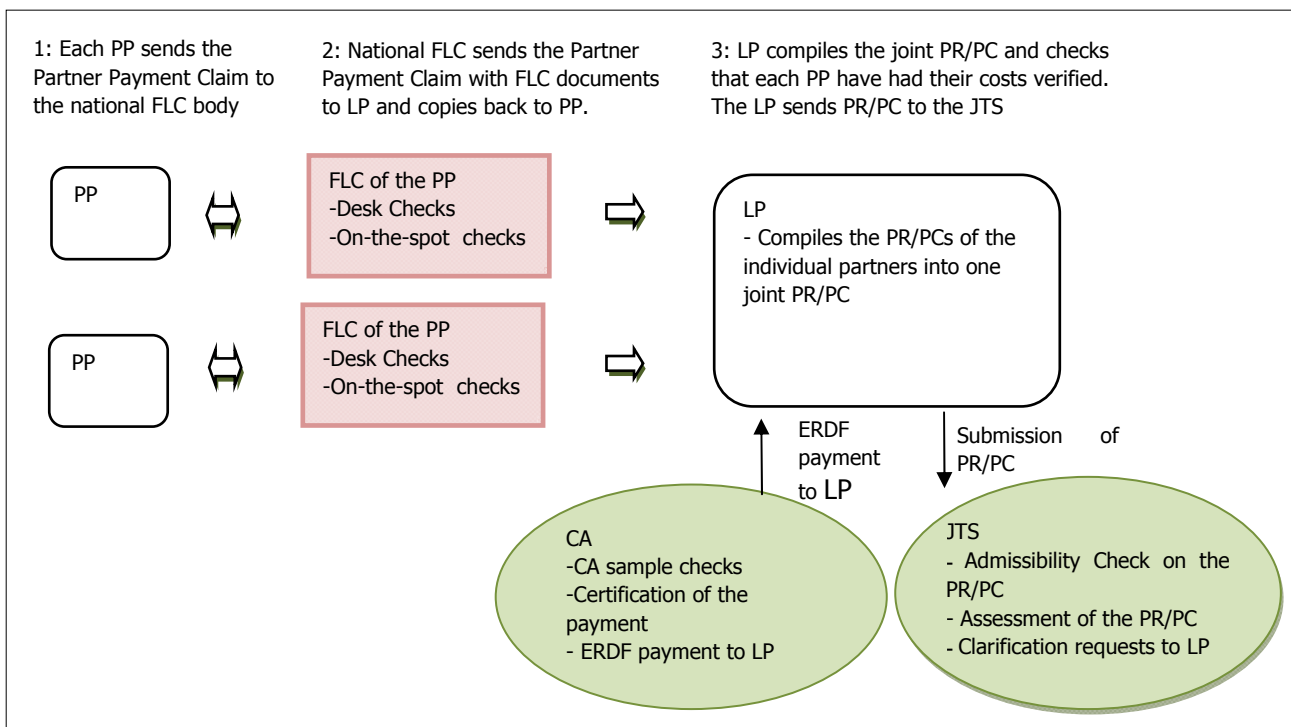 1: Each PP sends the
Partner Payment Claim to
the national FLC body
2: National FLC sends the Partner
Payment Claim with FLC documents
to LP and copies back to PP.
3: LP compiles the joint PR/PC and checks
that each PP have had their costs verified.
The LP sends PR/PC to the JTS
PP
FLC of the PP
-Desk Checks
-On-the-spot checks
LP
- Compiles the PR/PCs of the
individual partners into one
joint PR/PC
PP
FLC of the PP
-Desk Checks
-On-the-spot checks
ERDF
payment
to LP
Submission of
PR/PC
CA
-CA sample checks
-Certification of the
payment
- ERDF payment to LP
JTS
- Admissibility Check on the
PR/PC
- Assessment of the PR/PC
- Clarification requests to LP